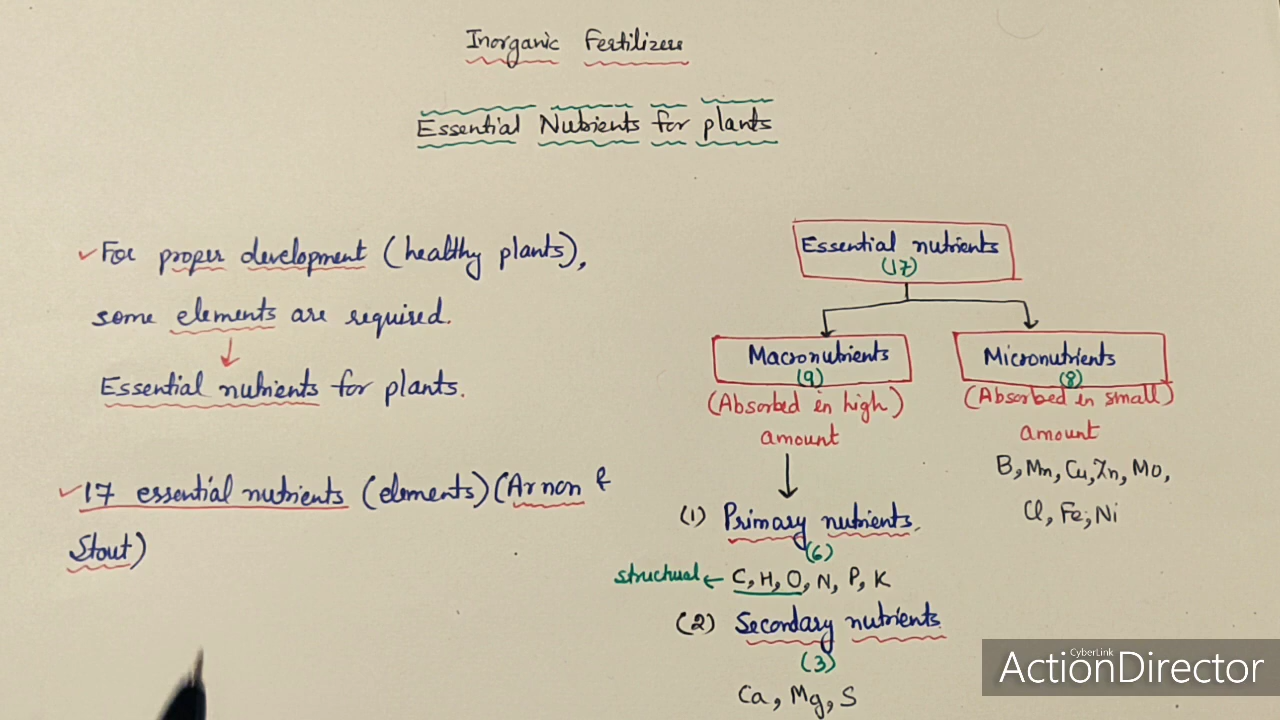 Inorganic Fertilizers
Essential Nutrients for plants
✓For proper development (healthy plants),
some elements are required.
Essential nutrients for plants.
✓17 essential nutrients (elements) (Arnon &
Stout)
Essential nutrients
(17)
Macronutrients
(9)
(Absorbed in high)
amount
(1) Primary nutrients,
(6)
structual ← C, H, O, N, P, K
(2) Secondary nutrients.
(3)
Ca, Mg, S
Micronutrients
(8)
(Absorbed in small)
amount
B, Mn, Cu, Zn, Mo,
Cl, Fe, Ni
CyberLink
ActionDirector